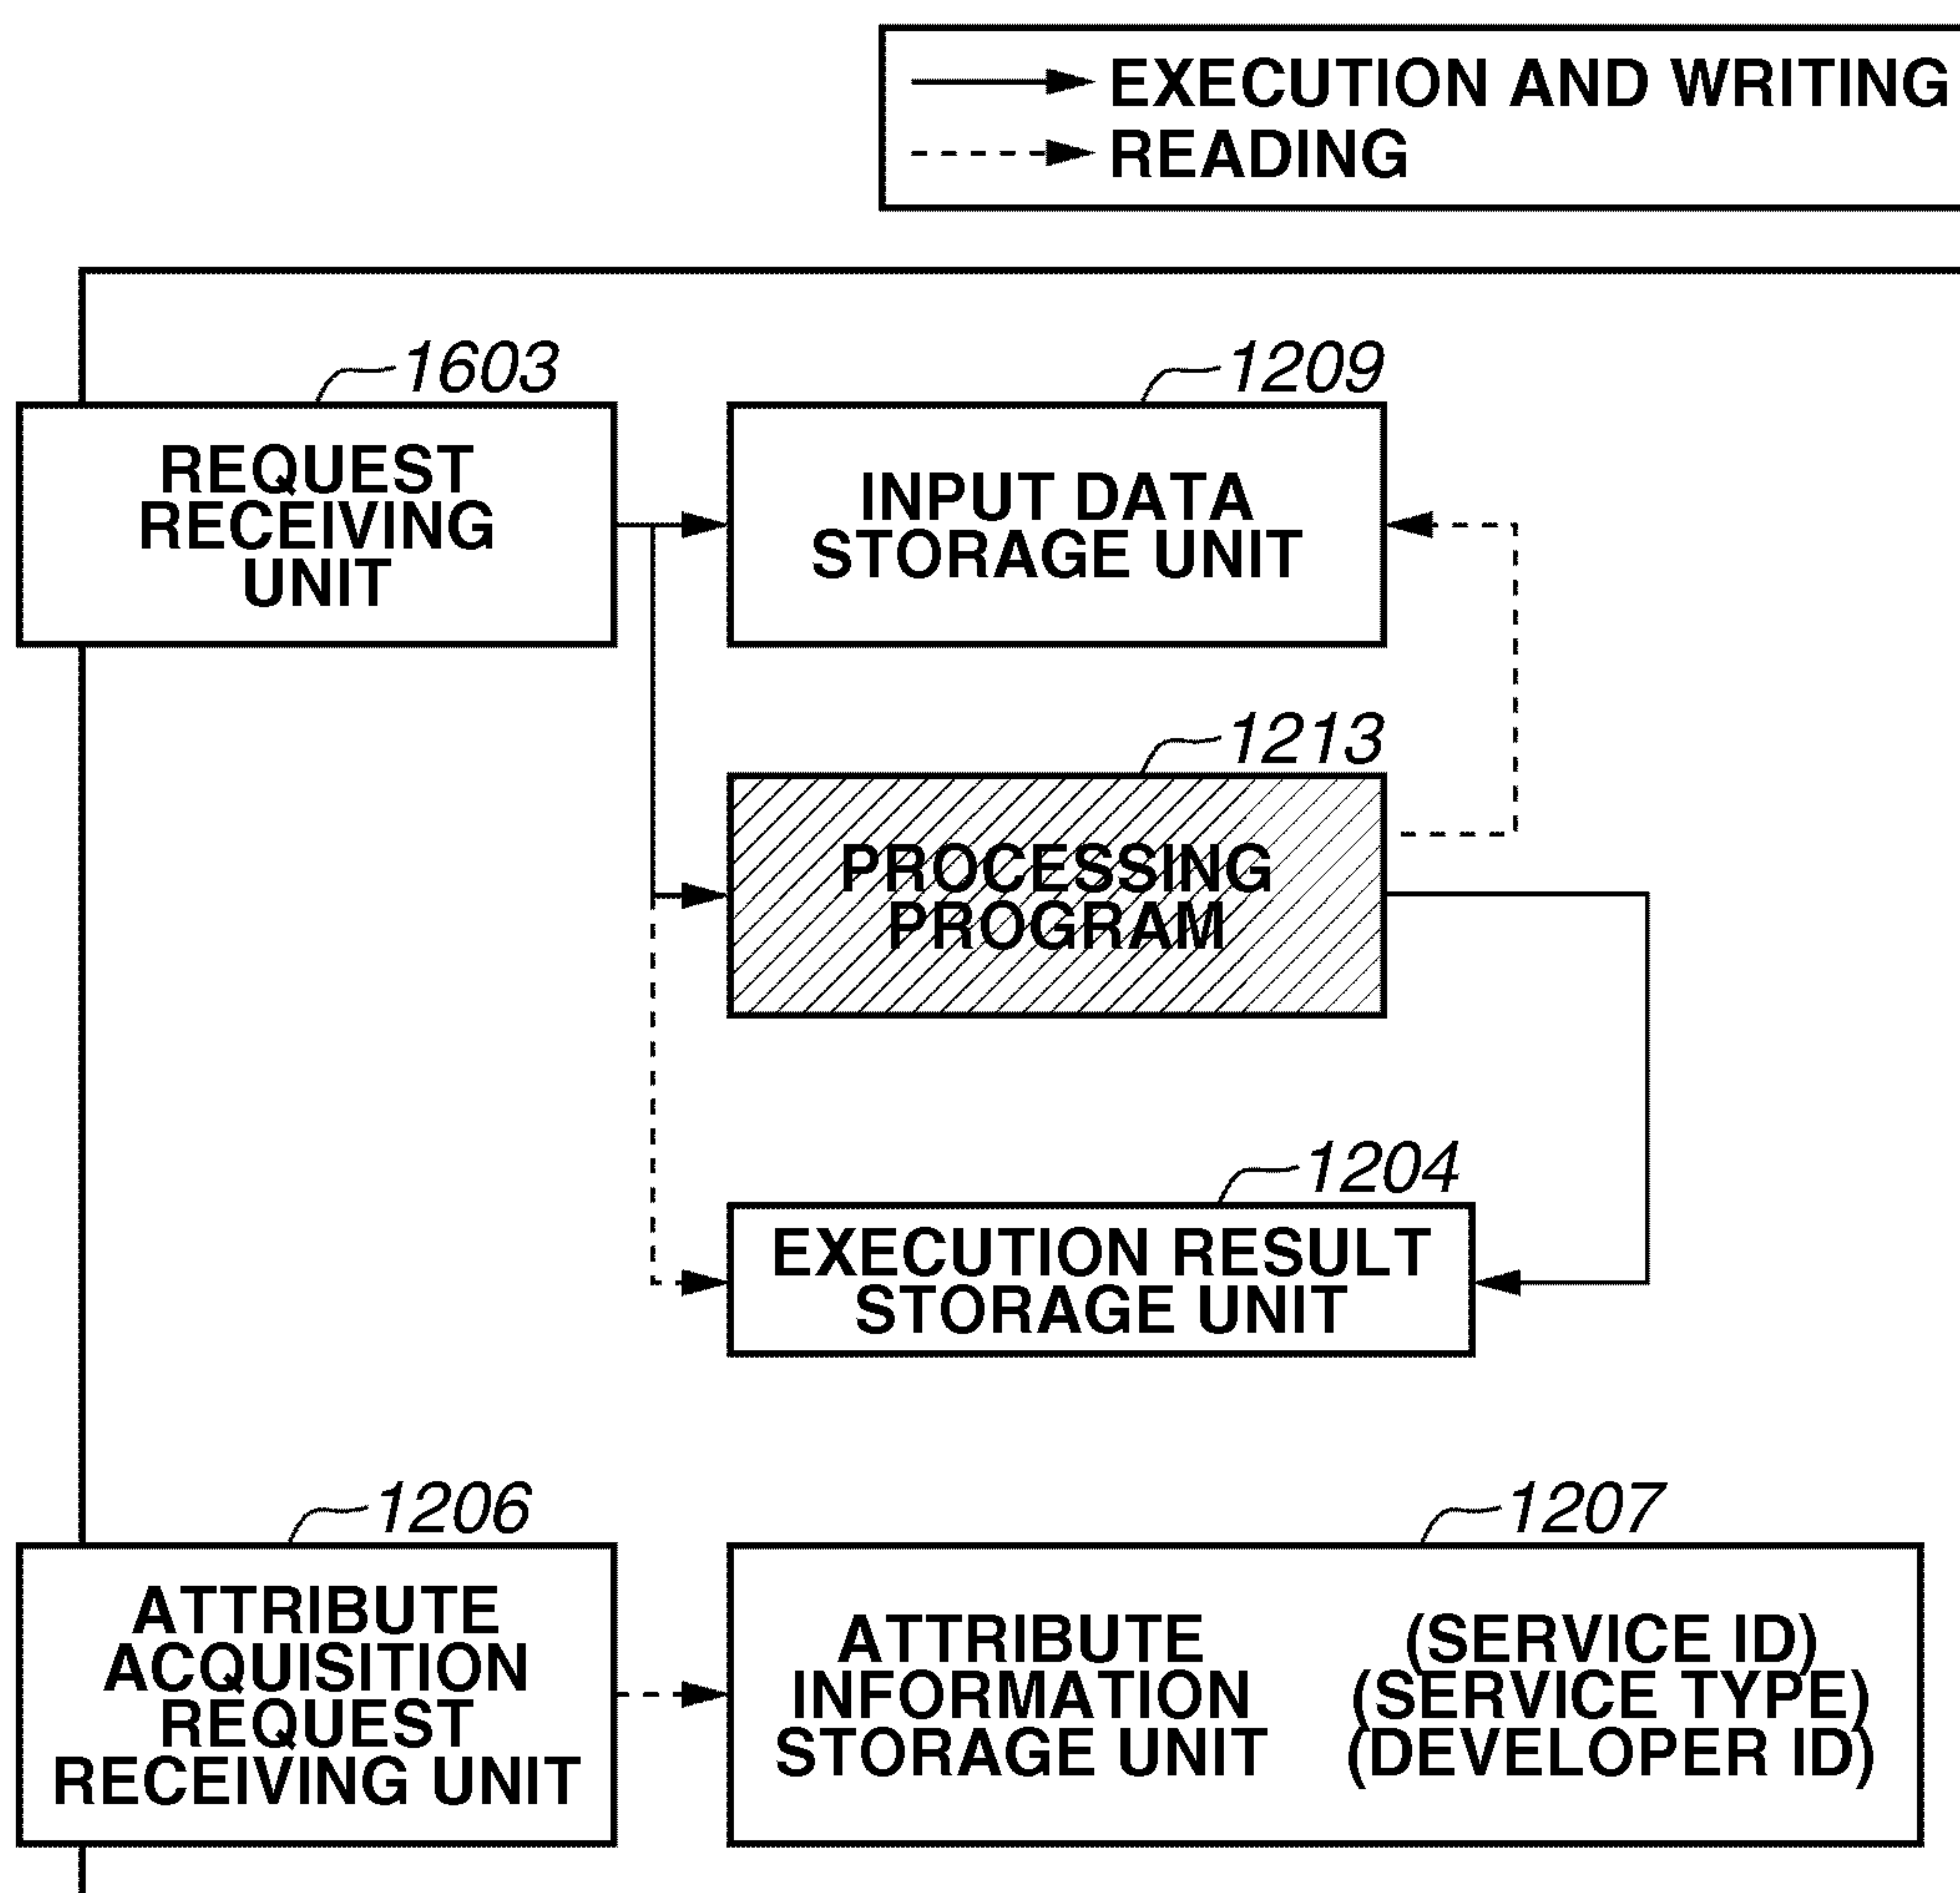 EXECUTION AND WRITING
READING
1603
REQUEST
RECEIVING
UNIT
1209
INPUT DATA
STORAGE UNIT
1213
PROCESSING
PROGRAM
1204
EXECUTION RESULT
STORAGE UNIT
1206
ATTRIBUTE
ACQUISITION
REQUEST
RECEIVING UNIT
1207
ATTRIBUTE
INFORMATION
STORAGE UNIT
(SERVICE ID)
(SERVICE TYPE)
(DEVELOPER ID)